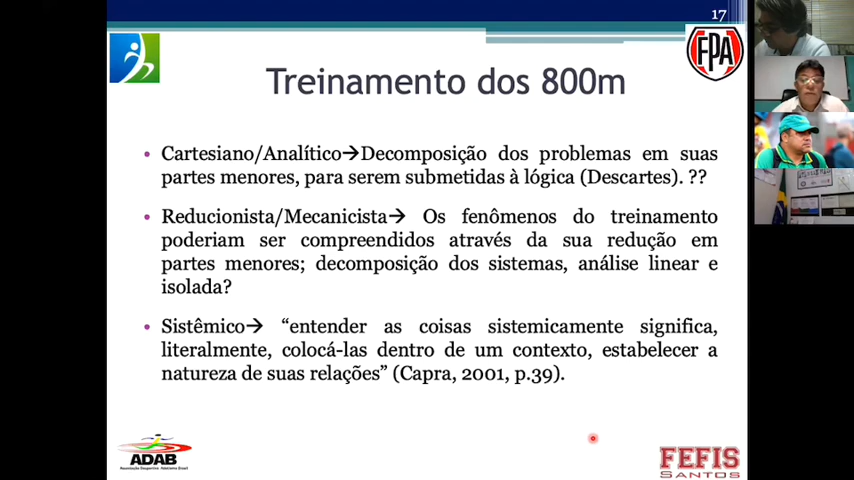 17
FPA
Treinamento dos 800m
• Cartesiano/Analítico→Decomposição dos problemas em suas
partes menores, para serem submetidas à lógica (Descartes). ??
• Reducionista/Mecanicista→ Os fenômenos do treinamento
poderiam ser compreendidos através da sua redução em
partes menores; decomposição dos sistemas, análise linear e
isolada?
• Sistêmico→ “entender as coisas sistemicamente significa,
literalmente, colocá-las dentro de um contexto, estabelecer a
natureza de suas relações” (Capra, 2001, p.39).
ADAB
FEFIS
SANTOS